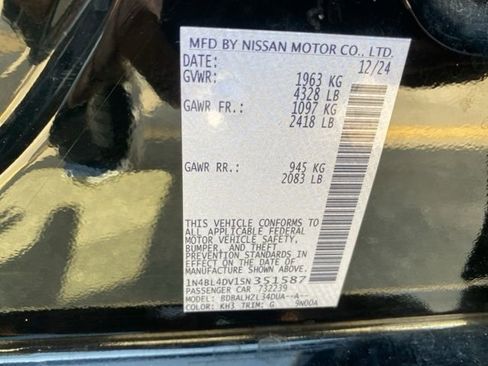 MFD BY NISSAN MOTOR CO., LTD.
DATE: 12/24
GVWR: 1963 KG
4328 LB
GAWR FR.: 1097 KG
2418 LB
GAWR RR.: 945 KG
2083 LB
THIS VEHICLE CONFORMS TO
ALL APPLICABLE FEDERAL
MOTOR VEHICLE SAFETY,
BUMPER, AND THEFT
PREVENTION STANDARDS IN
EFFECT ON THE DATE OF
MANUFACTURE SHOWN ABOVE.
1N4BL4DV1SN351587
PASSENGER CAR 732239
MODEL: BDBALHZL34DUA--A--
COLOR: KH3 TRIM: G 9N00A